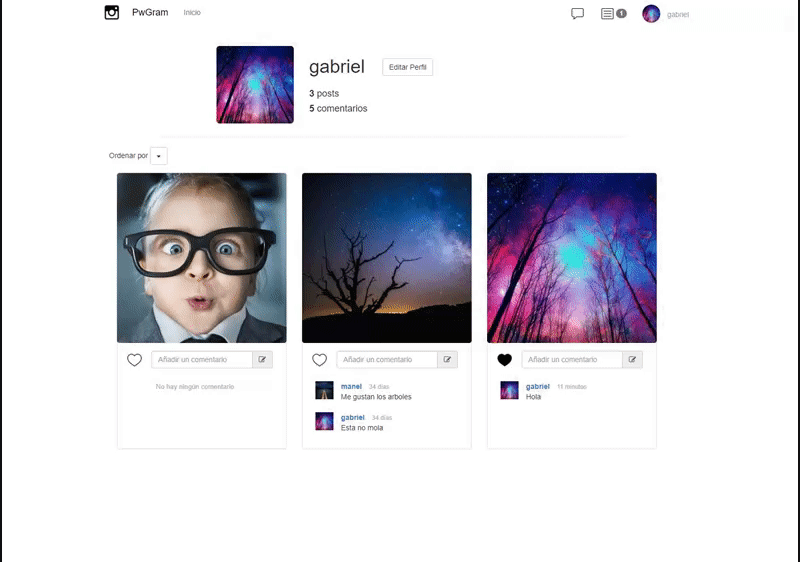 PwGram Inicio 1 gabriel
gabriel Editar Perfil
3 posts
5 comentarios
Ordenar por
Añadir un comentario
No hay ningún comentario
Añadir un comentario
manel 34 días
Me gustan los arboles
gabriel 34 días
Esta no mola
Añadir un comentario
gabriel 11 minutos
Hola